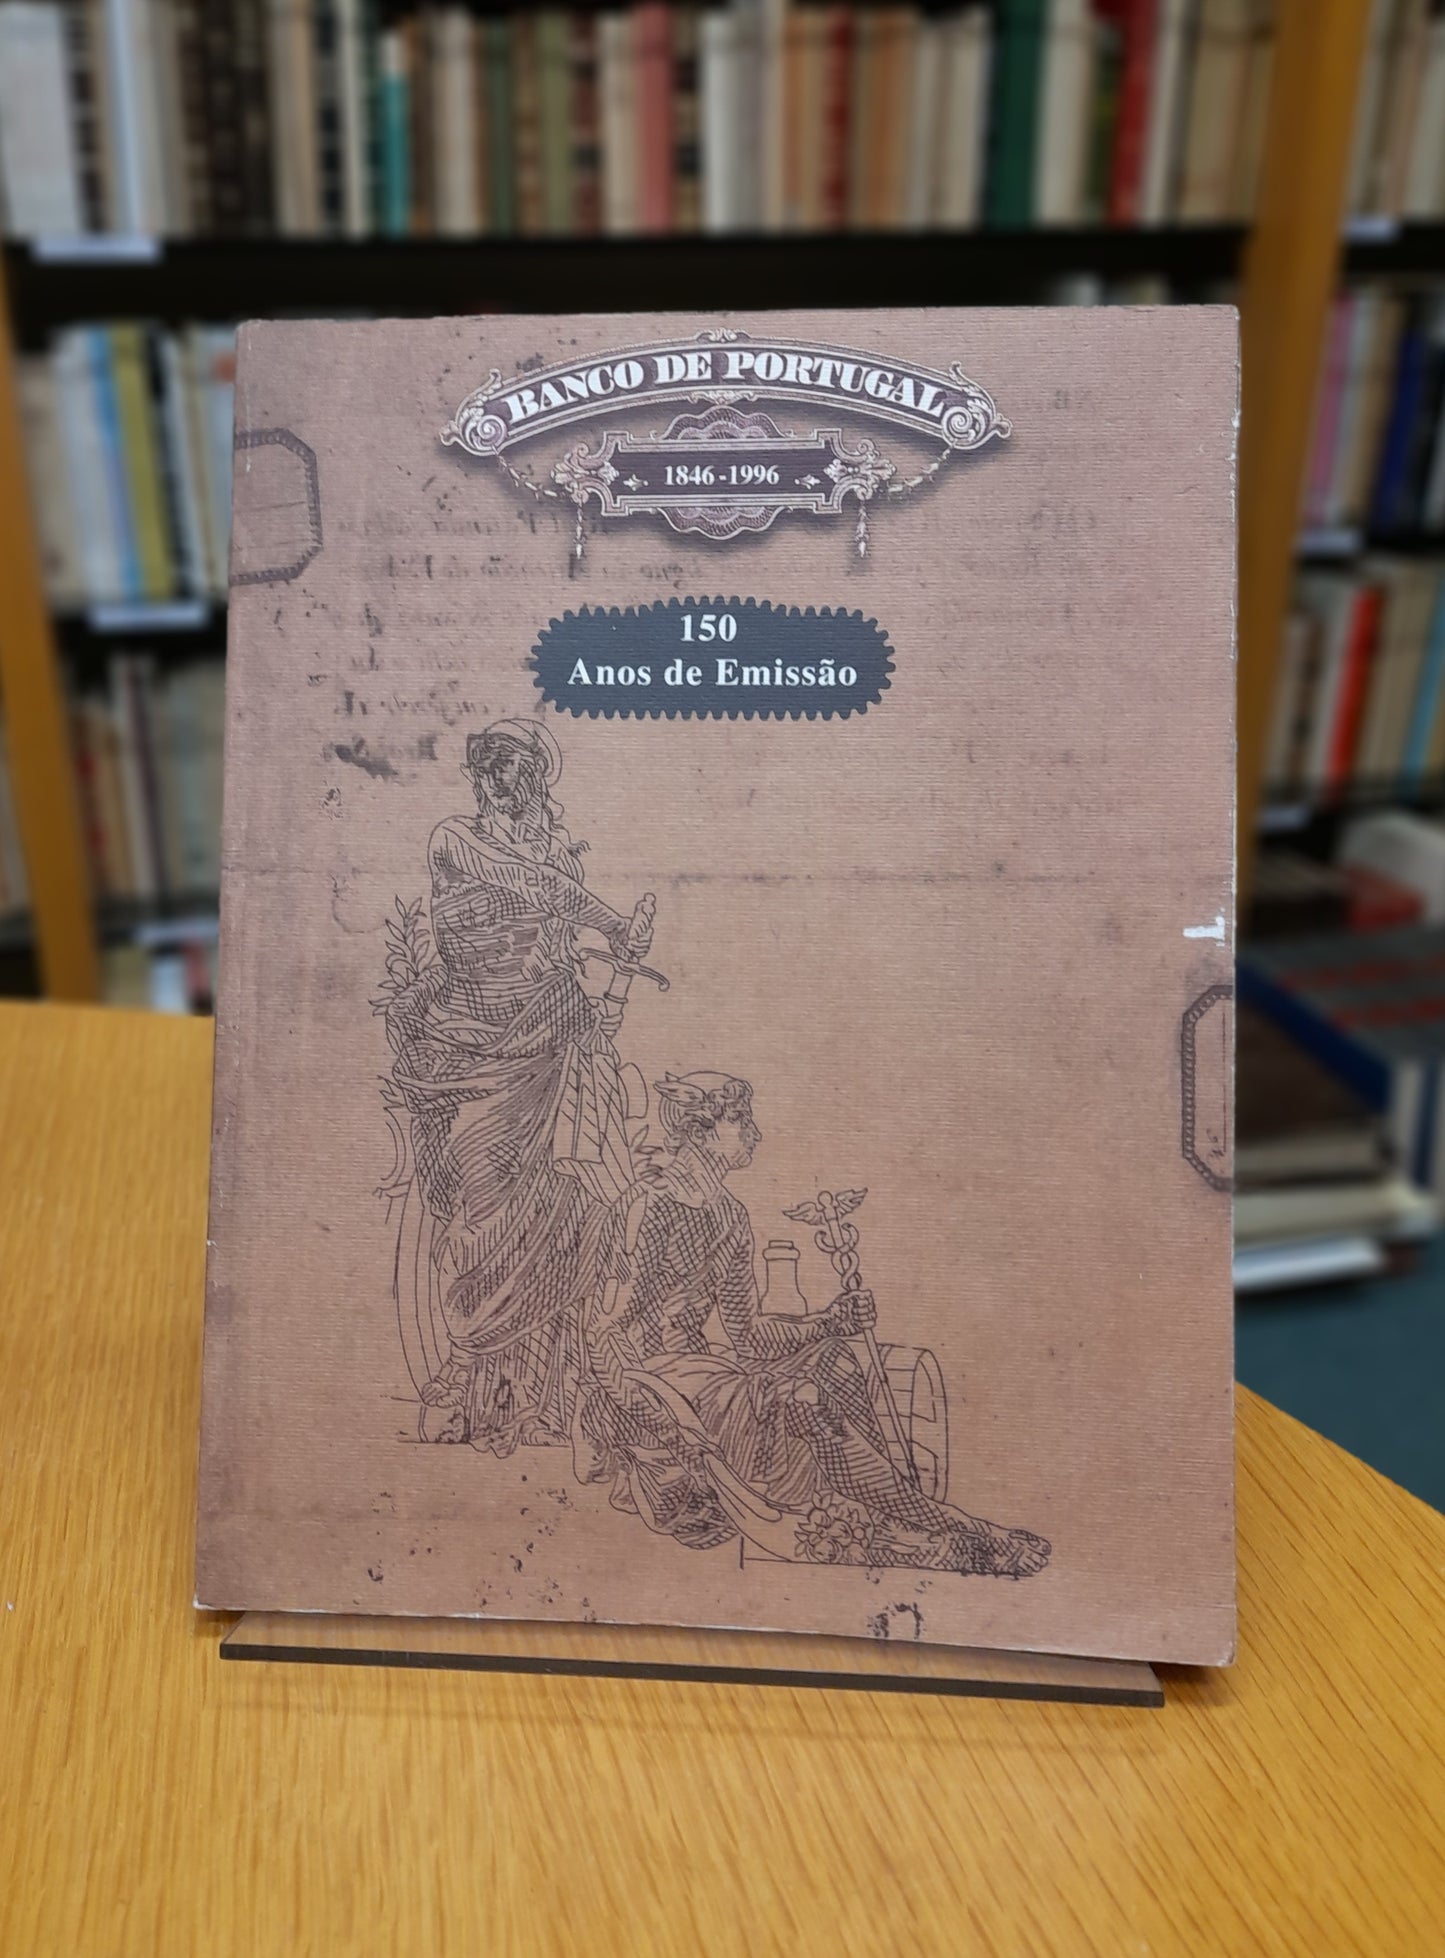 BANCO DE PORTUGAL
1846-1996
150
Anos de Emissão